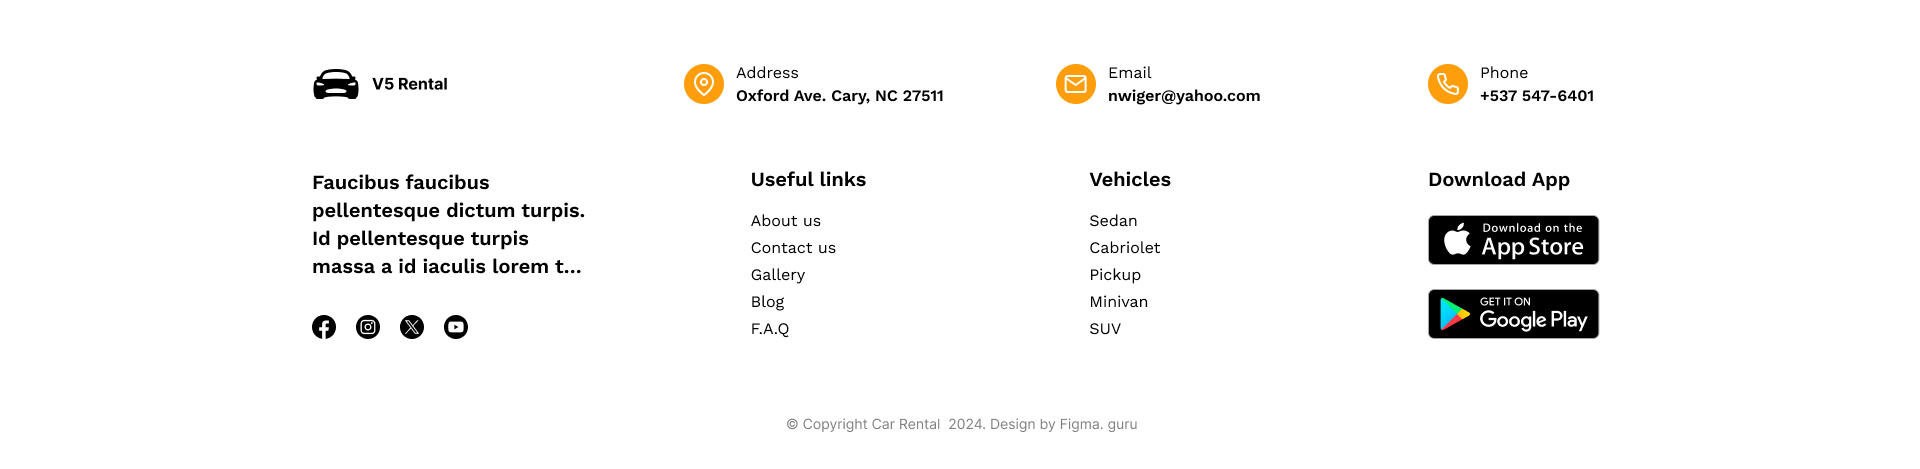 V5 Rental
Address
Oxford Ave. Cary, NC 27511
Email
nwiger@yahoo.com
Phone
+537 547-6401
Faucibus faucibus
pellentesque dictum turpis.
Id pellentesque turpis
massa a id iaculis lorem t...
Useful links
About us
Contact us
Gallery
Blog
F.A.Q
Vehicles
Sedan
Cabriolet
Pickup
Minivan
SUV
Download App
Download on the
App Store
GET IT ON
Google Play
© Copyright Car Rental  2024. Design by Figma. guru